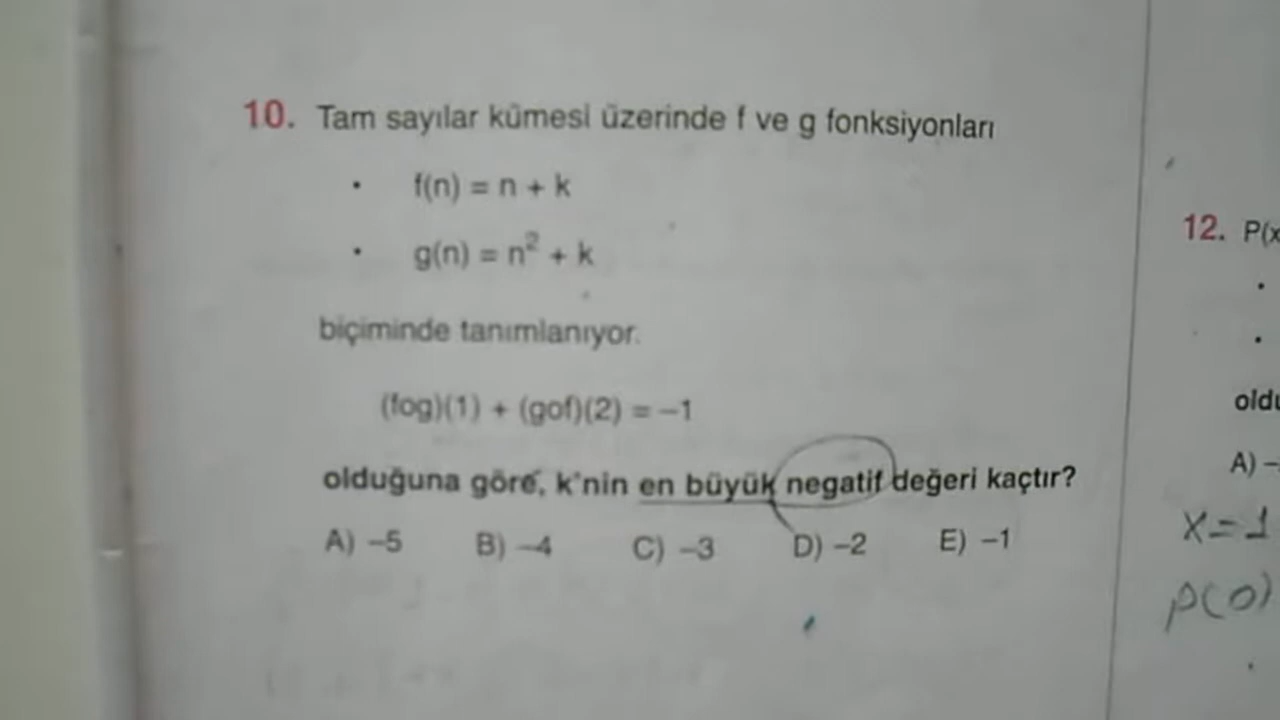 10. Tam sayılar kümesi üzerinde f ve g fonksiyonları
• f(n) = n + k
• g(n) = n² + k
biçiminde tanımlanıyor.
(fog)(1) + (gof)(2) = –1
olduğuna göre, k'nin en büyük negatif değeri kaçtır?
A) –5 B) –4 C) –3 D) –2 E) –1
12. P(x
•
•
oldu
A) –
x=1
p(0)